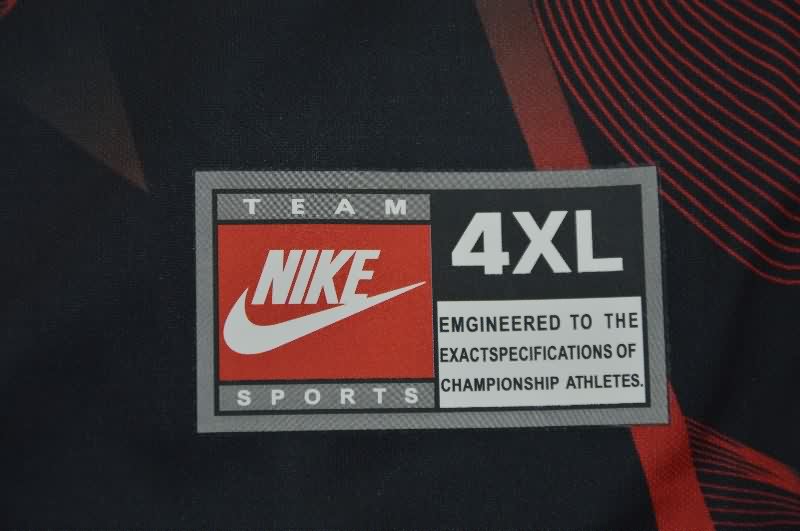 TEAM
NIKE
SPORTS
4XL
EMGINEERED TO THE
EXACTSPECIFICATIONS OF
CHAMPIONSHIP ATHLETES.